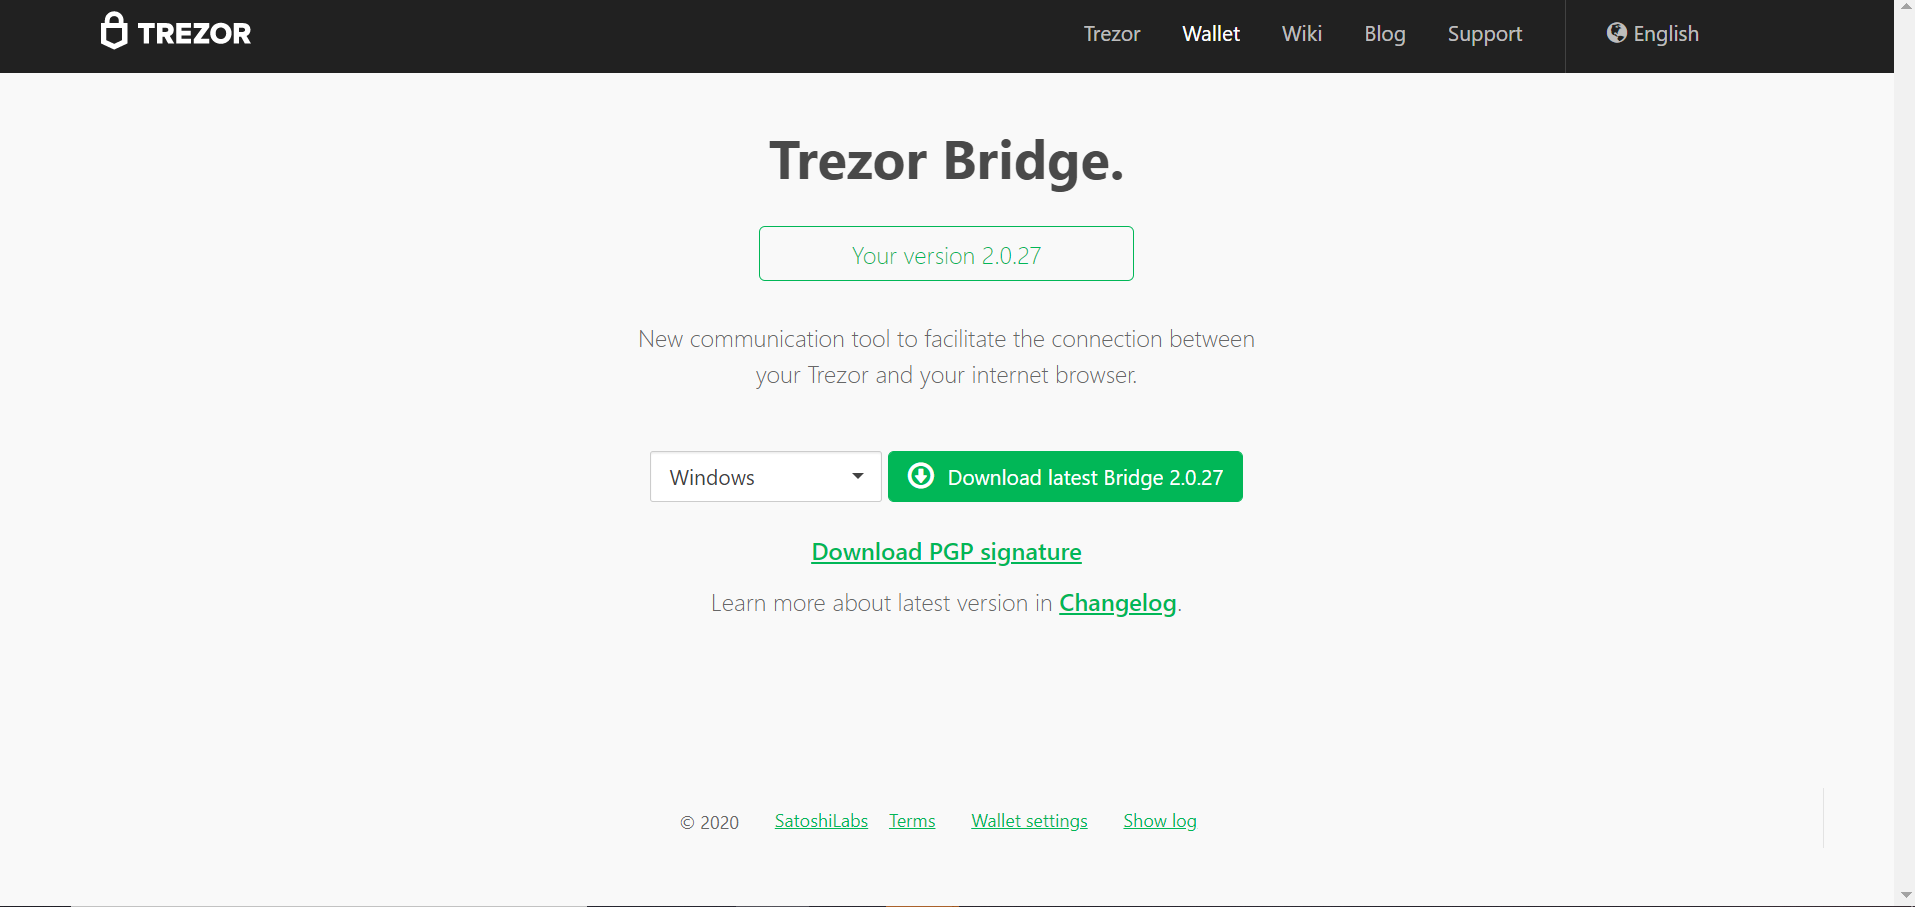 TREZOR
Trezor Wallet Wiki Blog Support English
Trezor Bridge.
Your version 2.0.27
New communication tool to facilitate the connection between
your Trezor and your internet browser.
Windows
Download latest Bridge 2.0.27
Download PGP signature
Learn more about latest version in Changelog.
© 2020 SatoshiLabs Terms Wallet settings Show log